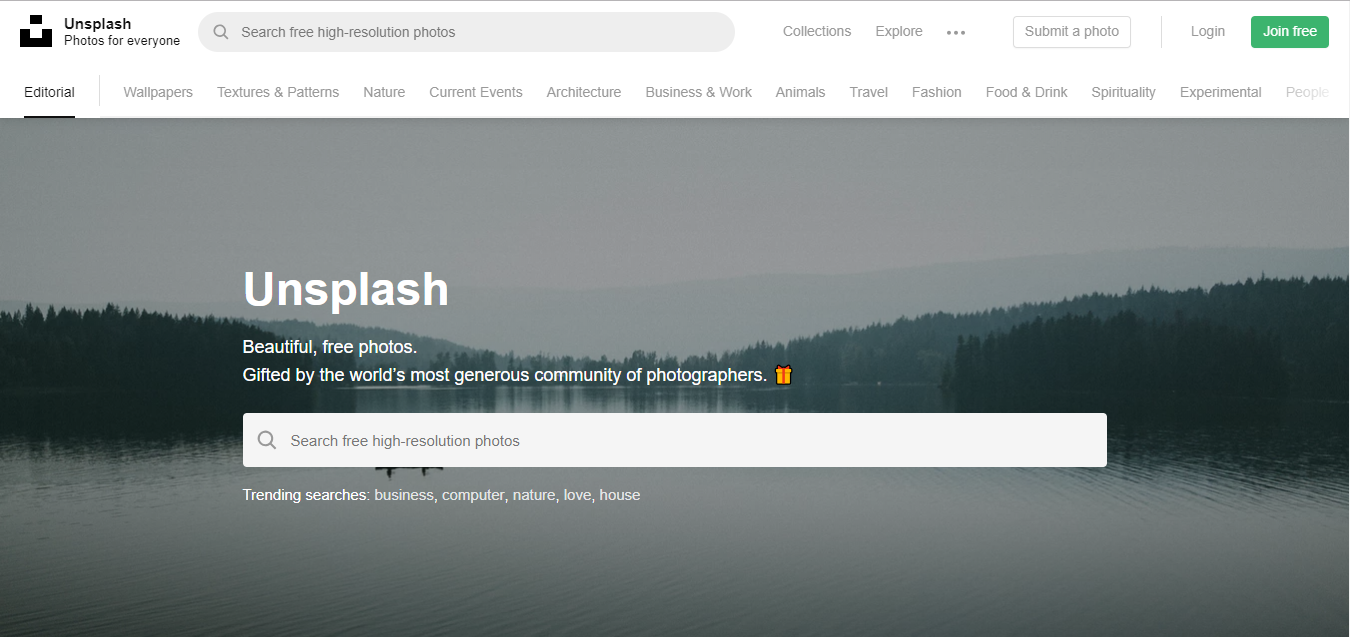 Unsplash
Photos for everyone
Search free high-resolution photos
Collections Explore Submit a photo Login Join free
Editorial Wallpapers Textures & Patterns Nature Current Events Architecture Business & Work Animals Travel Fashion Food & Drink Spirituality Experimental People
Unsplash
Beautiful, free photos.
Gifted by the world’s most generous community of photographers. 🎁
Search free high-resolution photos
Trending searches: business, computer, nature, love, house